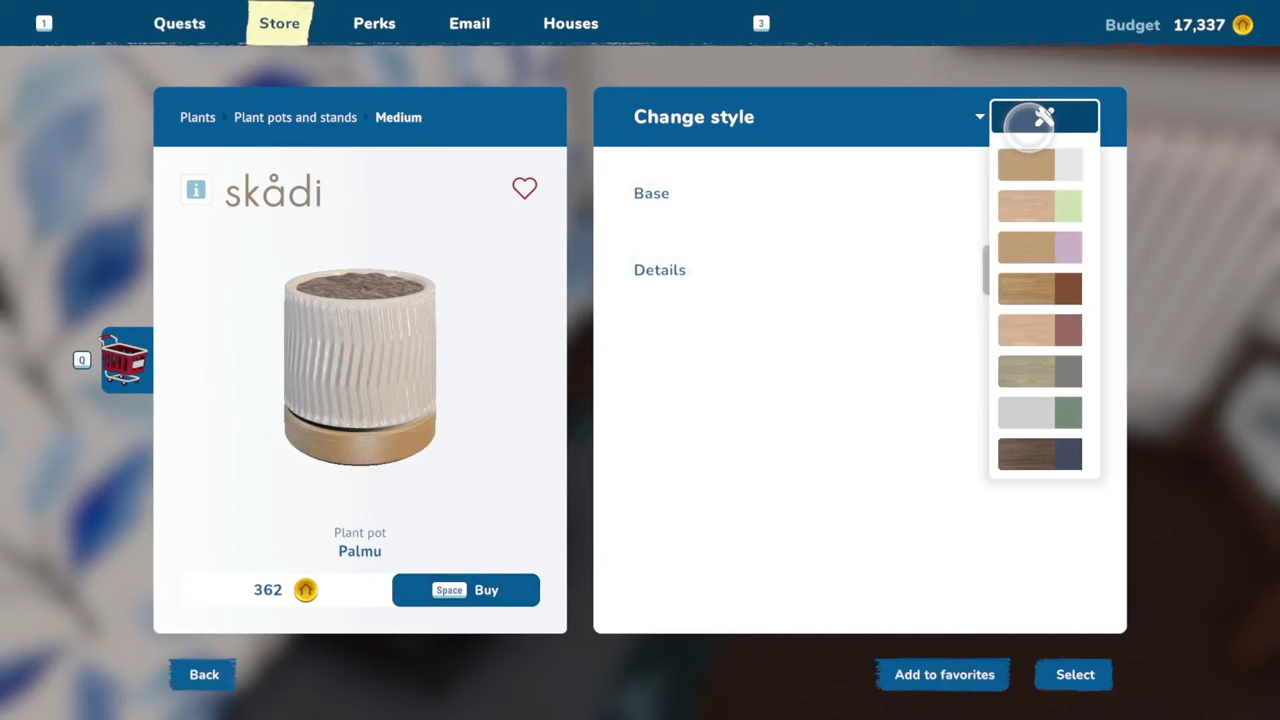 1
Quests
Store
Perks
Email
Houses
3
Budget 17,337
Plants
Plant pots and stands
Medium
i
skådi
Q
Plant pot
Palmu
362
Space Buy
Change style
Base
Details
Back
Add to favorites
Select